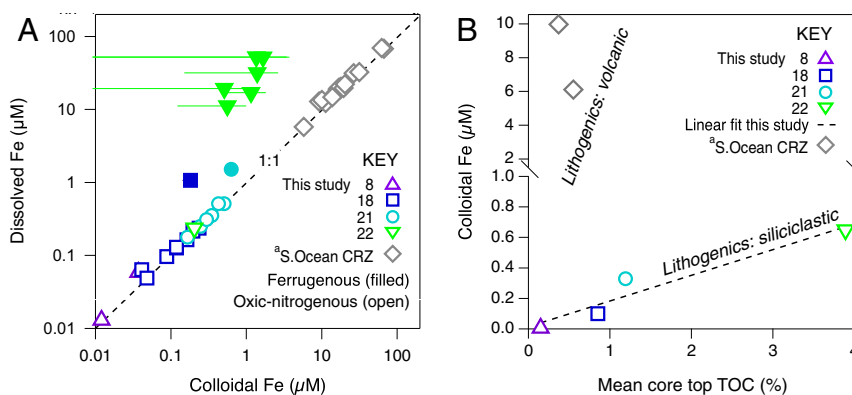 A
100
10
1
0.1
0.01
Dissolved Fe (µM)
1:1
KEY
This study 8
18
21
22
ᵃS.Ocean CRZ
Ferrugenous (filled)
Oxic-nitrogenous (open)
0.01
0.1
1
10
100
Colloidal Fe (µM)
B
10
8
6
4
2
1.0
0.8
0.6
0.4
0.2
0.0
Colloidal Fe (µM)
Lithogenics: volcanic
KEY
This study 8
18
21
22
Linear fit this study
ᵃS.Ocean CRZ
Lithogenics: siliciclastic
0
1
2
3
4
Mean core top TOC (%)